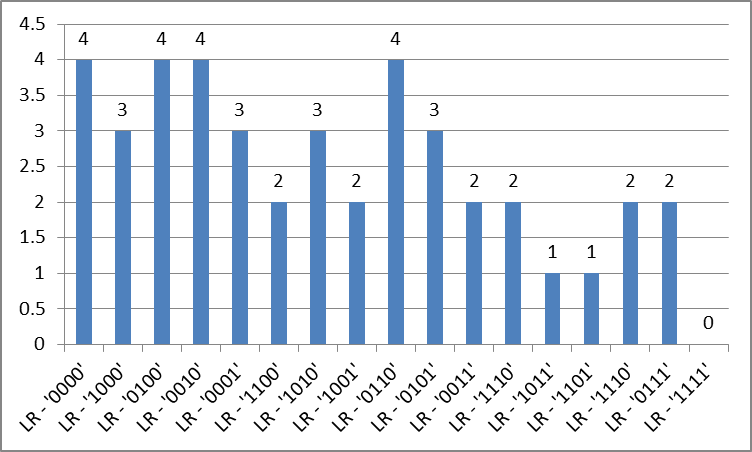 4.5
4
3.5
3
2.5
2
1.5
1
0.5
0
4
3
4
4
3
2
3
2
4
3
2
2
1
1
2
2
0
LR - '0000'
LR - '1000'
LR - '0100'
LR - '0010'
LR - '0001'
LR - '1100'
LR - '1010'
LR - '1001'
LR - '0110'
LR - '0101'
LR - '0011'
LR - '1110'
LR - '1011'
LR - '1101'
LR - '1110'
LR - '0111'
LR - '1111'